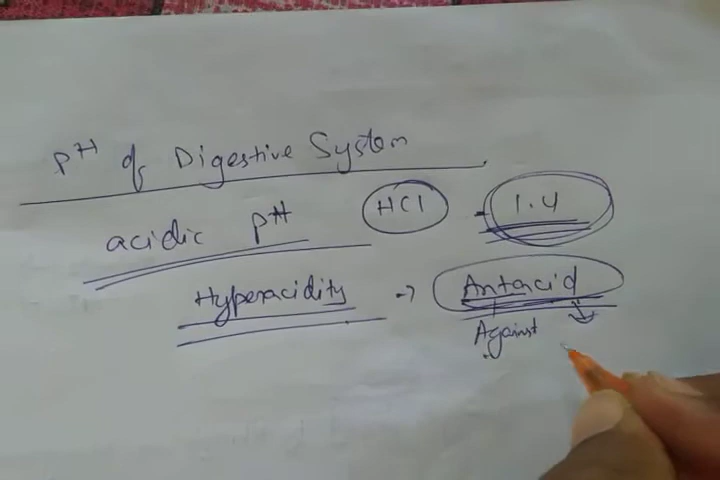 pH of Digestive System
acidic pH HCl - 1.4
Hyperacidity → Antacid
Against